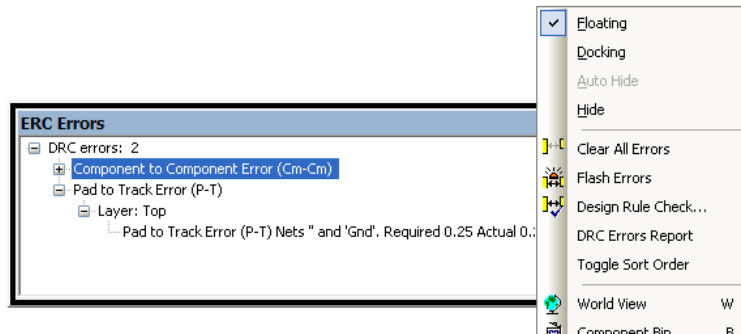 Floating
Docking
Auto Hide
Hide
ERC Errors
DRC errors: 2
Component to Component Error (Cm-Cm)
Pad to Track Error (P-T)
Layer: Top
Pad to Track Error (P-T) Nets '' and 'Gnd'. Required 0.25 Actual 0.
Clear All Errors
Flash Errors
Design Rule Check...
DRC Errors Report
Toggle Sort Order
World View W
Component Bin B